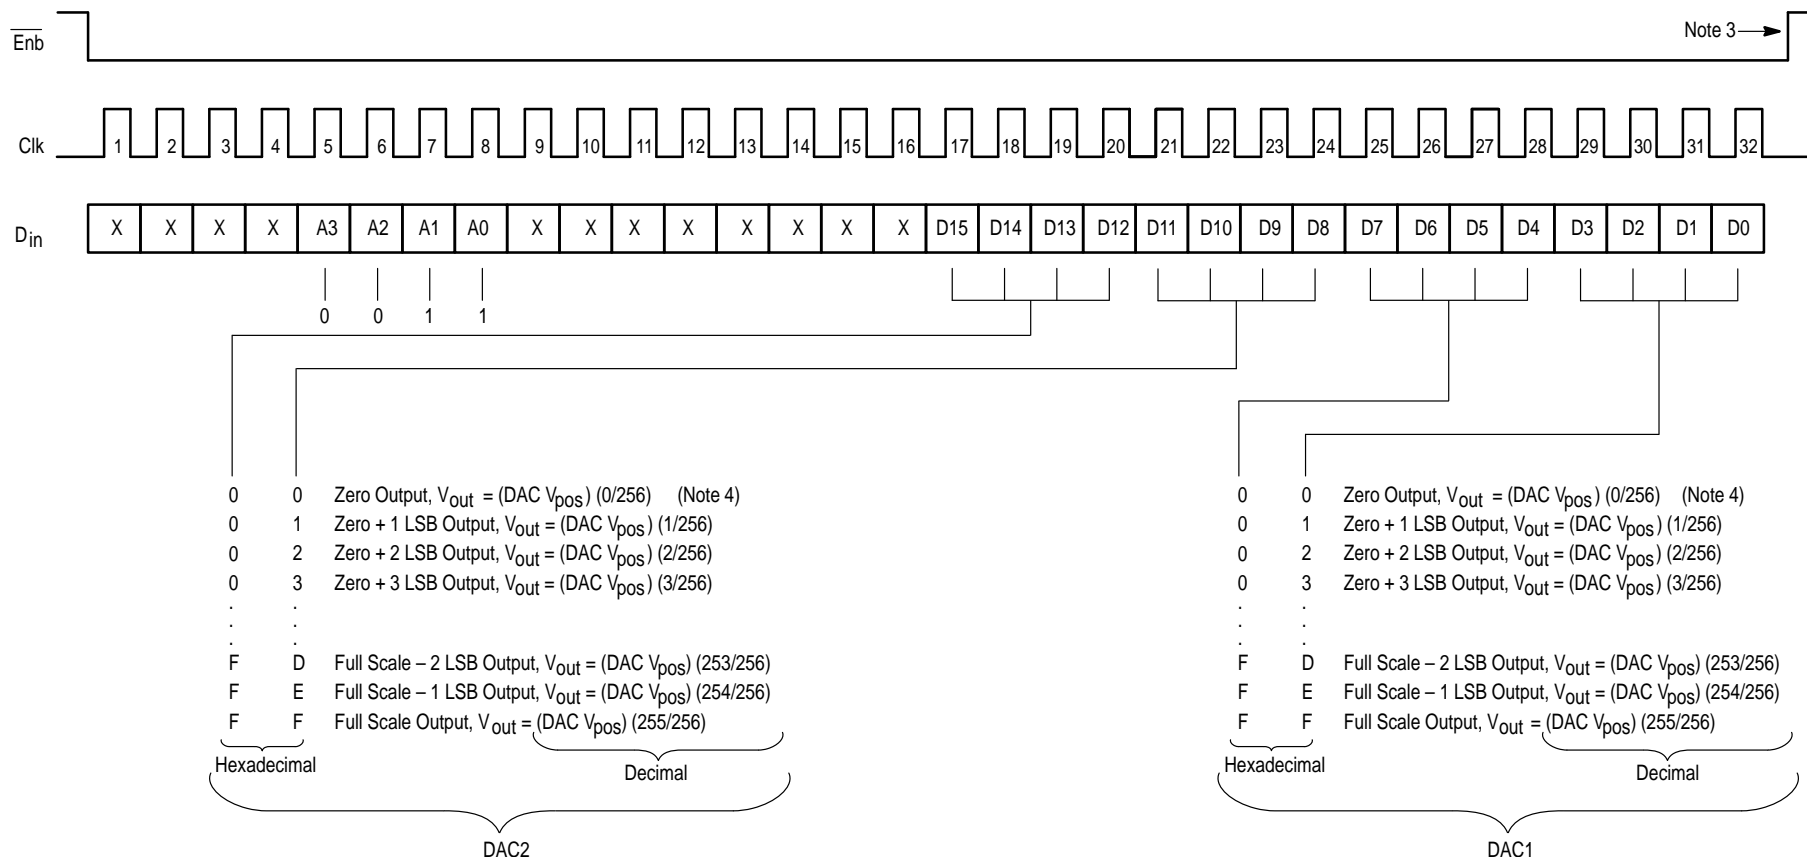 Enb
Note 3
Clk 1 2 3 4 5 6 7 8 9 10 11 12 13 14 15 16 17 18 19 20 21 22 23 24 25 26 27 28 29 30 31 32
Din X X X X A3 A2 A1 A0 X X X X X X X X D15 D14 D13 D12 D11 D10 D9 D8 D7 D6 D5 D4 D3 D2 D1 D0
0 0 1 1
0 0 Zero Output, Vout = (DAC Vpos) (0/256) (Note 4)
0 1 Zero + 1 LSB Output, Vout = (DAC Vpos) (1/256)
0 2 Zero + 2 LSB Output, Vout = (DAC Vpos) (2/256)
0 3 Zero + 3 LSB Output, Vout = (DAC Vpos) (3/256)
. .
. .
. .
F D Full Scale – 2 LSB Output, Vout = (DAC Vpos) (253/256)
F E Full Scale – 1 LSB Output, Vout = (DAC Vpos) (254/256)
F F Full Scale Output, Vout = (DAC Vpos) (255/256)
Hexadecimal
Decimal
DAC2
0 0 Zero Output, Vout = (DAC Vpos) (0/256) (Note 4)
0 1 Zero + 1 LSB Output, Vout = (DAC Vpos) (1/256)
0 2 Zero + 2 LSB Output, Vout = (DAC Vpos) (2/256)
0 3 Zero + 3 LSB Output, Vout = (DAC Vpos) (3/256)
. .
. .
. .
F D Full Scale – 2 LSB Output, Vout = (DAC Vpos) (253/256)
F E Full Scale – 1 LSB Output, Vout = (DAC Vpos) (254/256)
F F Full Scale Output, Vout = (DAC Vpos) (255/256)
Hexadecimal
Decimal
DAC1